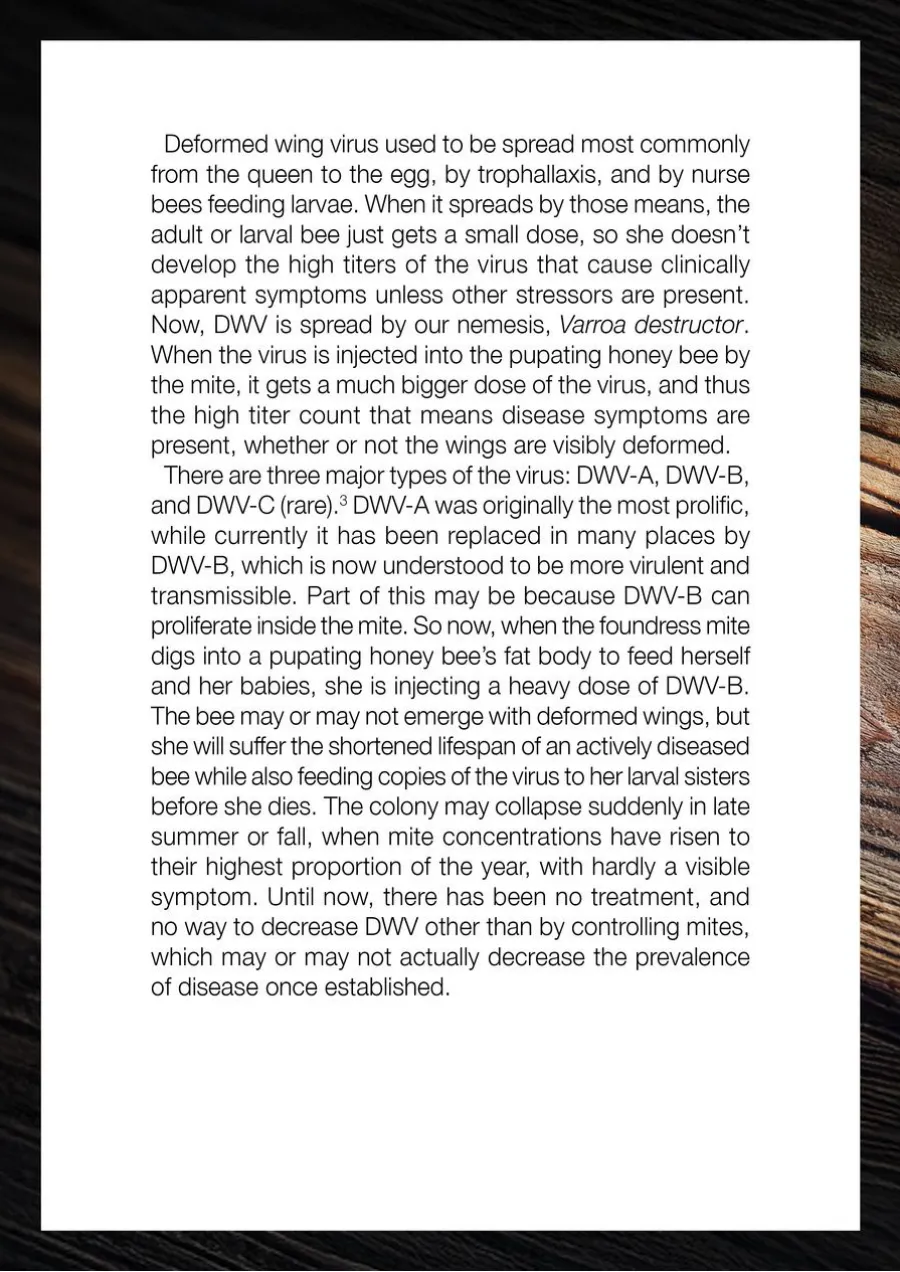 Deformed wing virus used to be spread most commonly
from the queen to the egg, by trophallaxis, and by nurse
bees feeding larvae. When it spreads by those means, the
adult or larval bee just gets a small dose, so she doesn’t
develop the high titers of the virus that cause clinically
apparent symptoms unless other stressors are present.
Now, DWV is spread by our nemesis, Varroa destructor.
When the virus is injected into the pupating honey bee by
the mite, it gets a much bigger dose of the virus, and thus
the high titer count that means disease symptoms are
present, whether or not the wings are visibly deformed.
There are three major types of the virus: DWV-A, DWV-B,
and DWV-C (rare).³ DWV-A was originally the most prolific,
while currently it has been replaced in many places by
DWV-B, which is now understood to be more virulent and
transmissible. Part of this may be because DWV-B can
proliferate inside the mite. So now, when the foundress mite
digs into a pupating honey bee’s fat body to feed herself
and her babies, she is injecting a heavy dose of DWV-B.
The bee may or may not emerge with deformed wings, but
she will suffer the shortened lifespan of an actively diseased
bee while also feeding copies of the virus to her larval sisters
before she dies. The colony may collapse suddenly in late
summer or fall, when mite concentrations have risen to
their highest proportion of the year, with hardly a visible
symptom. Until now, there has been no treatment, and
no way to decrease DWV other than by controlling mites,
which may or may not actually decrease the prevalence
of disease once established.